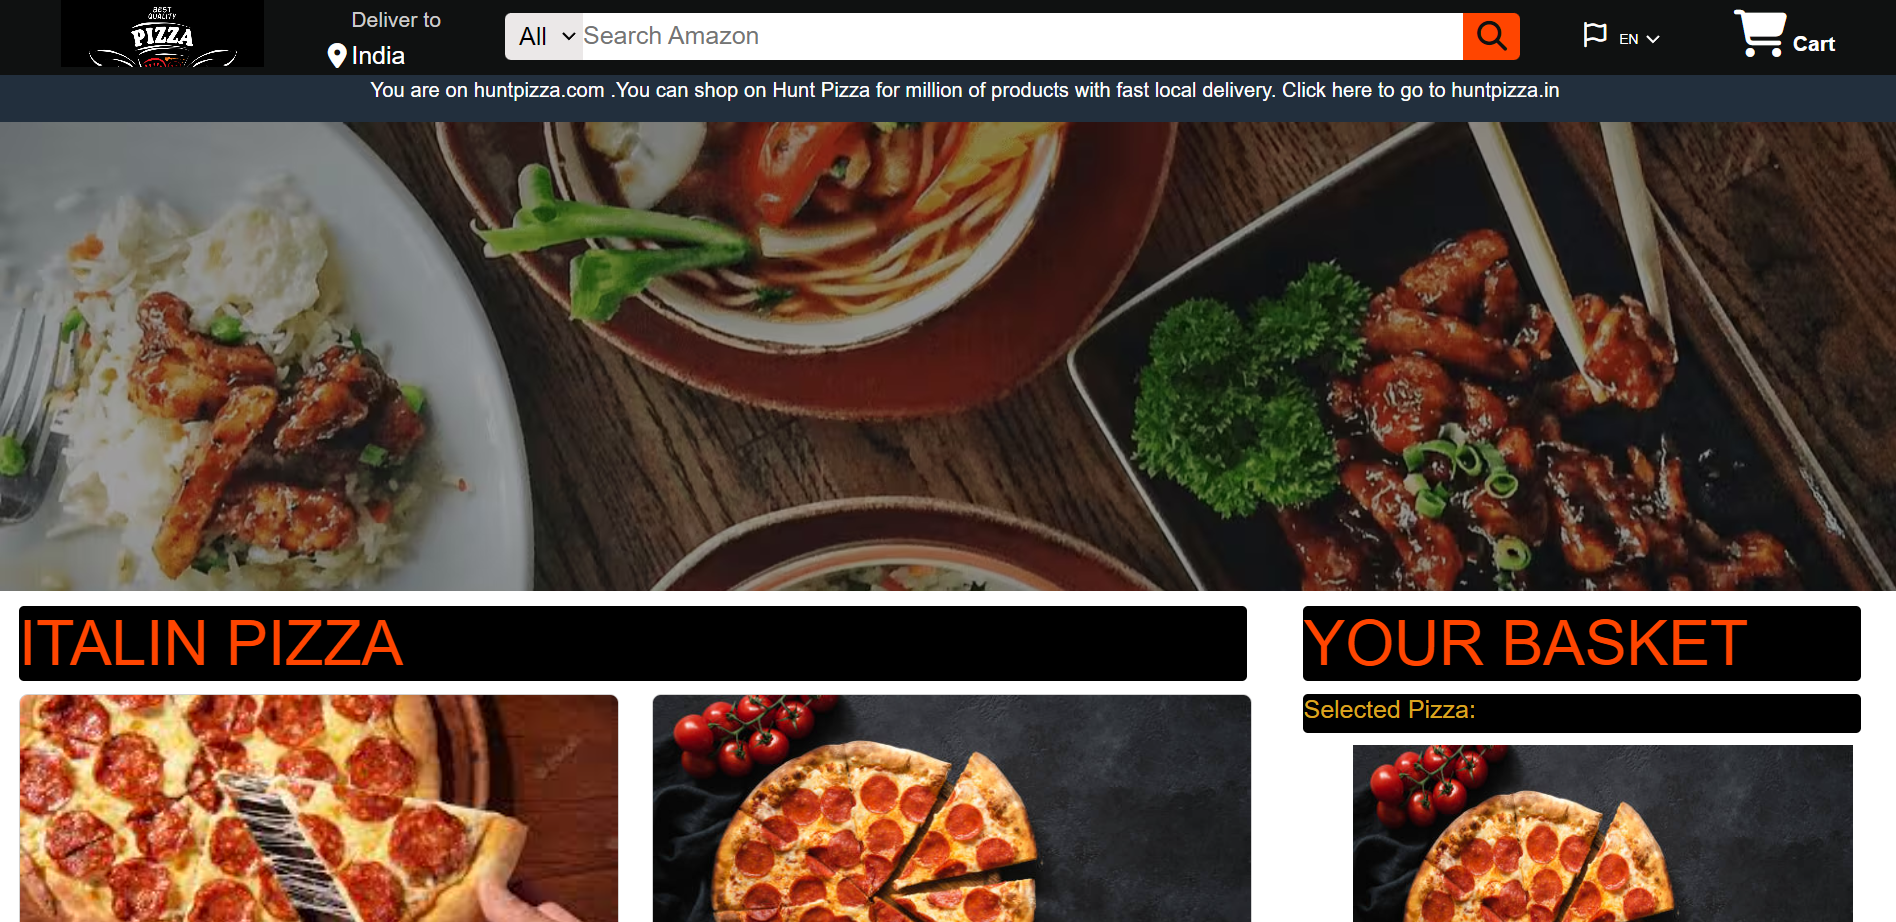 BEST
QUALITY
PIZZA
Deliver to
India
All
Search Amazon
EN
Cart
You are on huntpizza.com .You can shop on Hunt Pizza for million of products with fast local delivery. Click here to go to huntpizza.in
ITALIN PIZZA
YOUR BASKET
Selected Pizza: